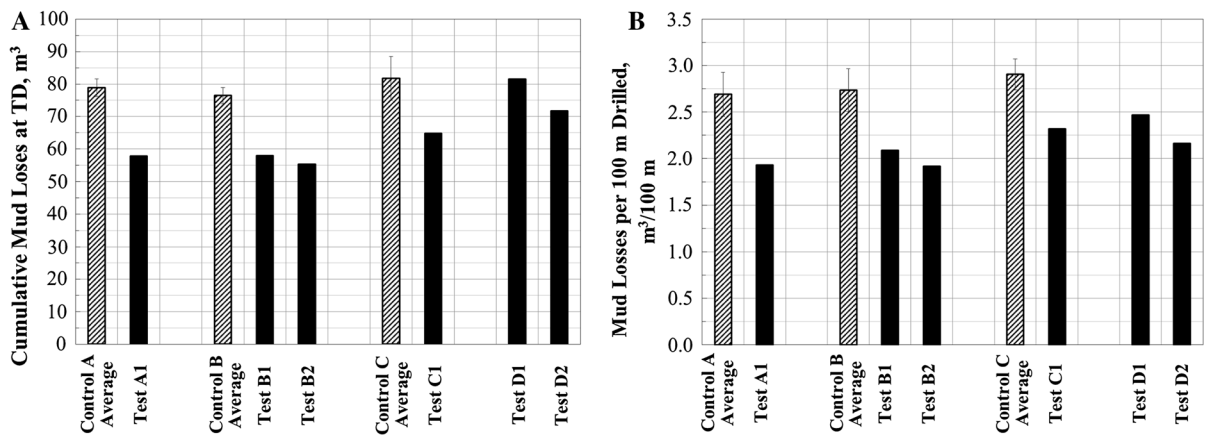 A
Cumulative Mud Loses at TD, m³
100
90
80
70
60
50
40
30
20
10
0
Control A
Average
Test A1
Control B
Average
Test B1
Test B2
Control C
Average
Test C1
Test D1
Test D2
B
Mud Losses per 100 m Drilled,
m³/100 m
3.5
3.0
2.5
2.0
1.5
1.0
0.5
0.0
Control A
Average
Test A1
Control B
Average
Test B1
Test B2
Control C
Average
Test C1
Test D1
Test D2